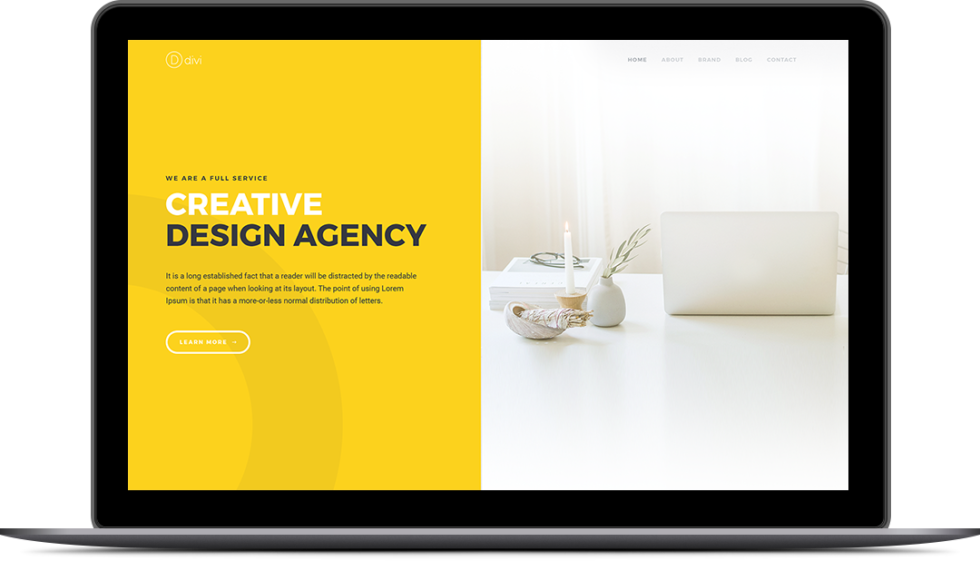 D divi
HOME ABOUT BRAND BLOG CONTACT
WE ARE A FULL SERVICE
CREATIVE
DESIGN AGENCY
It is a long established fact that a reader will be distracted by the readable
content of a page when looking at its layout. The point of using Lorem
Ipsum is that it has a more-or-less normal distribution of letters.
LEARN MORE →